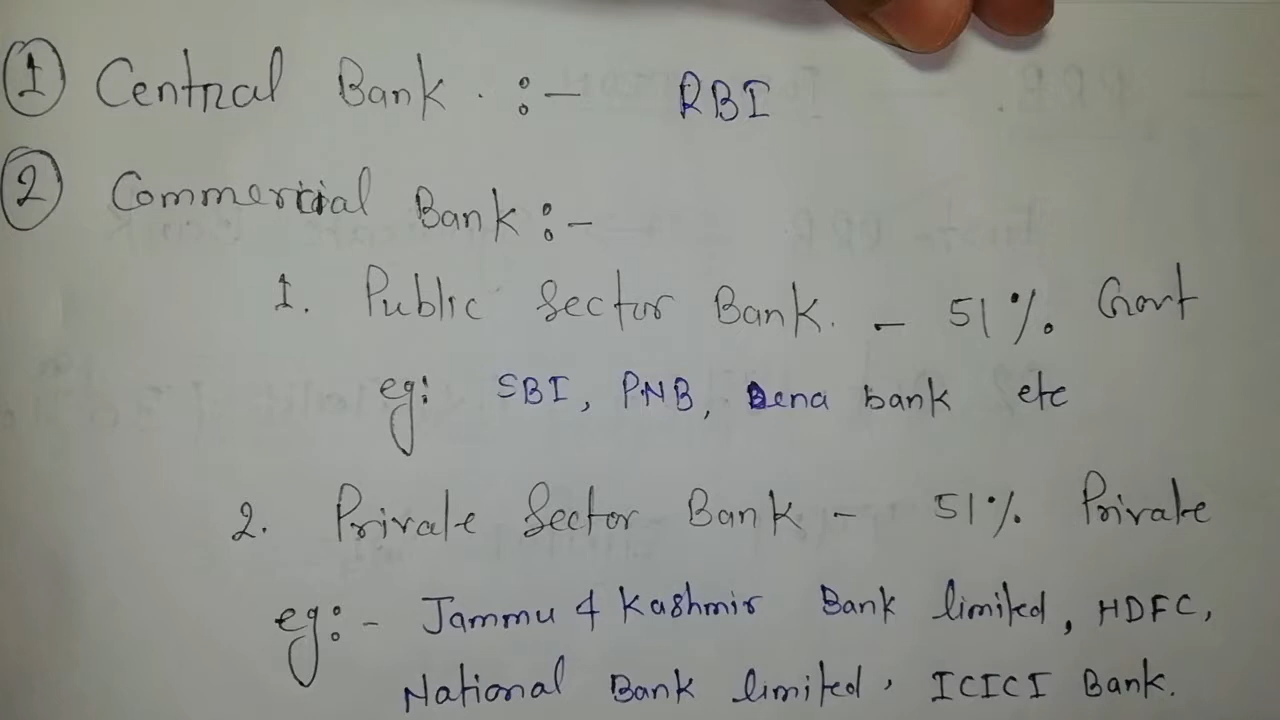 ① Central Bank. :- RBI
② Commercial Bank :-
1. Public Sector Bank. - 51% Govt
eg: SBI, PNB, Dena bank etc
2. Private Sector Bank - 51% Private
eg:- Jammu & Kashmir Bank limited, HDFC,
National Bank limited, ICICI Bank.